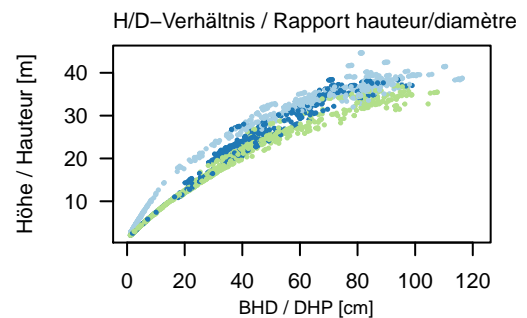 H/D−Verhältnis / Rapport hauteur/diamètre
Höhe / Hauteur [m]
40
30
20
10
0 20 40 60 80 100 120
BHD / DHP [cm]